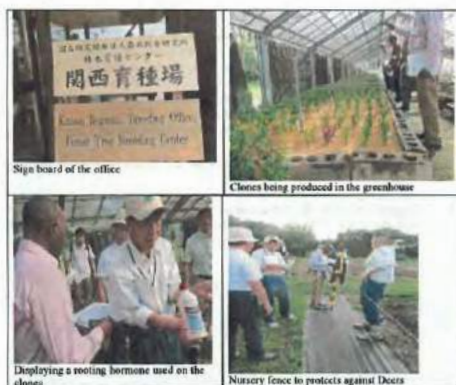 関西育種場
Kansai Regional Breeding Office,
Forest Tree Breeding Center
Sign board of the office
Clones being produced in the greenhouse
Displaying a rooting hormone used on the
clones
Nursery fence to protects against Deers